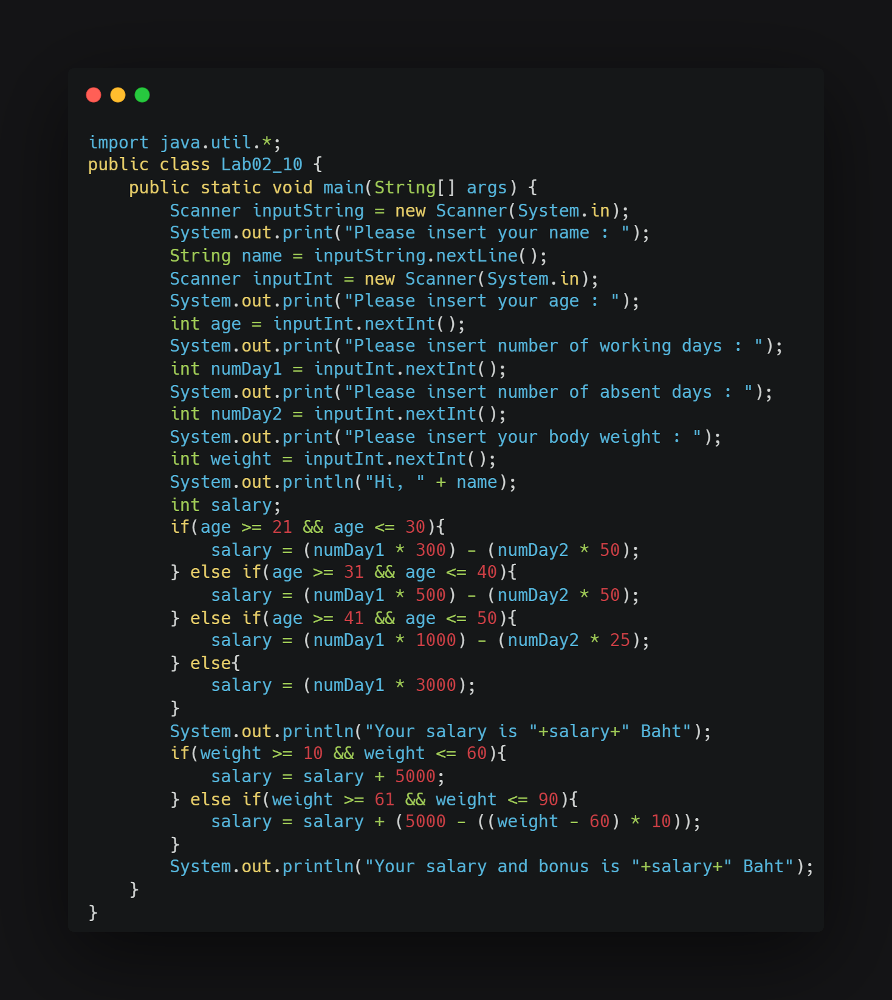 import java.util.*;
public class Lab02_10 {
    public static void main(String[] args) {
        Scanner inputString = new Scanner(System.in);
        System.out.print("Please insert your name : ");
        String name = inputString.nextLine();
        Scanner inputInt = new Scanner(System.in);
        System.out.print("Please insert your age : ");
        int age = inputInt.nextInt();
        System.out.print("Please insert number of working days : ");
        int numDay1 = inputInt.nextInt();
        System.out.print("Please insert number of absent days : ");
        int numDay2 = inputInt.nextInt();
        System.out.print("Please insert your body weight : ");
        int weight = inputInt.nextInt();
        System.out.println("Hi, " + name);
        int salary;
        if(age >= 21 && age <= 30){
            salary = (numDay1 * 300) - (numDay2 * 50);
        } else if(age >= 31 && age <= 40){
            salary = (numDay1 * 500) - (numDay2 * 50);
        } else if(age >= 41 && age <= 50){
            salary = (numDay1 * 1000) - (numDay2 * 25);
        } else{
            salary = (numDay1 * 3000);
        }
        System.out.println("Your salary is "+salary+" Baht");
        if(weight >= 10 && weight <= 60){
            salary = salary + 5000;
        } else if(weight >= 61 && weight <= 90){
            salary = salary + (5000 - ((weight - 60) * 10));
        }
        System.out.println("Your salary and bonus is "+salary+" Baht");
    }
}